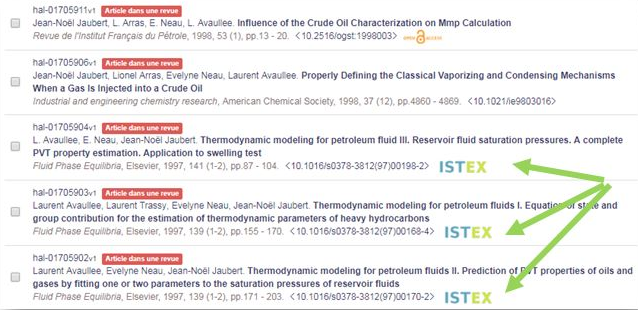 hal-01705911v1 Article dans une revue
Jean-Noël Jaubert, L. Arras, E. Neau, L. Avaullee. Influence of the Crude Oil Characterization on Mmp Calculation
Revue de l'Institut Français du Pétrole, 1998, 53 (1), pp.13 - 20. <10.2516/ogst:1998003> OPEN ACCESS
hal-01705906v1 Article dans une revue
Jean-Noël Jaubert, Lionel Arras, Evelyne Neau, Laurent Avaullee. Properly Defining the Classical Vaporizing and Condensing Mechanisms
When a Gas Is Injected into a Crude Oil
Industrial and engineering chemistry research, American Chemical Society, 1998, 37 (12), pp.4860 - 4869. <10.1021/ie9803016>
hal-01705904v1 Article dans une revue
L. Avaullee, E. Neau, Jean-Noël Jaubert. Thermodynamic modeling for petroleum fluid III. Reservoir fluid saturation pressures. A complete
PVT property estimation. Application to swelling test
Fluid Phase Equilibria, Elsevier, 1997, 141 (1-2), pp.87 - 104. <10.1016/s0378-3812(97)00198-2> ISTEX
hal-01705903v1 Article dans une revue
Laurent Avaullee, Laurent Trassy, Evelyne Neau, Jean-Noël Jaubert. Thermodynamic modeling for petroleum fluids I. Equation of state and
group contribution for the estimation of thermodynamic parameters of heavy hydrocarbons
Fluid Phase Equilibria, Elsevier, 1997, 139 (1-2), pp.155 - 170. <10.1016/s0378-3812(97)00168-4> ISTEX
hal-01705902v1 Article dans une revue
Laurent Avaullee, Evelyne Neau, Jean-Noël Jaubert. Thermodynamic modeling for petroleum fluids II. Prediction of PVT properties of oils and
gases by fitting one or two parameters to the saturation pressures of reservoir fluids
Fluid Phase Equilibria, Elsevier, 1997, 139 (1-2), pp.171 - 203. <10.1016/s0378-3812(97)00170-2> ISTEX